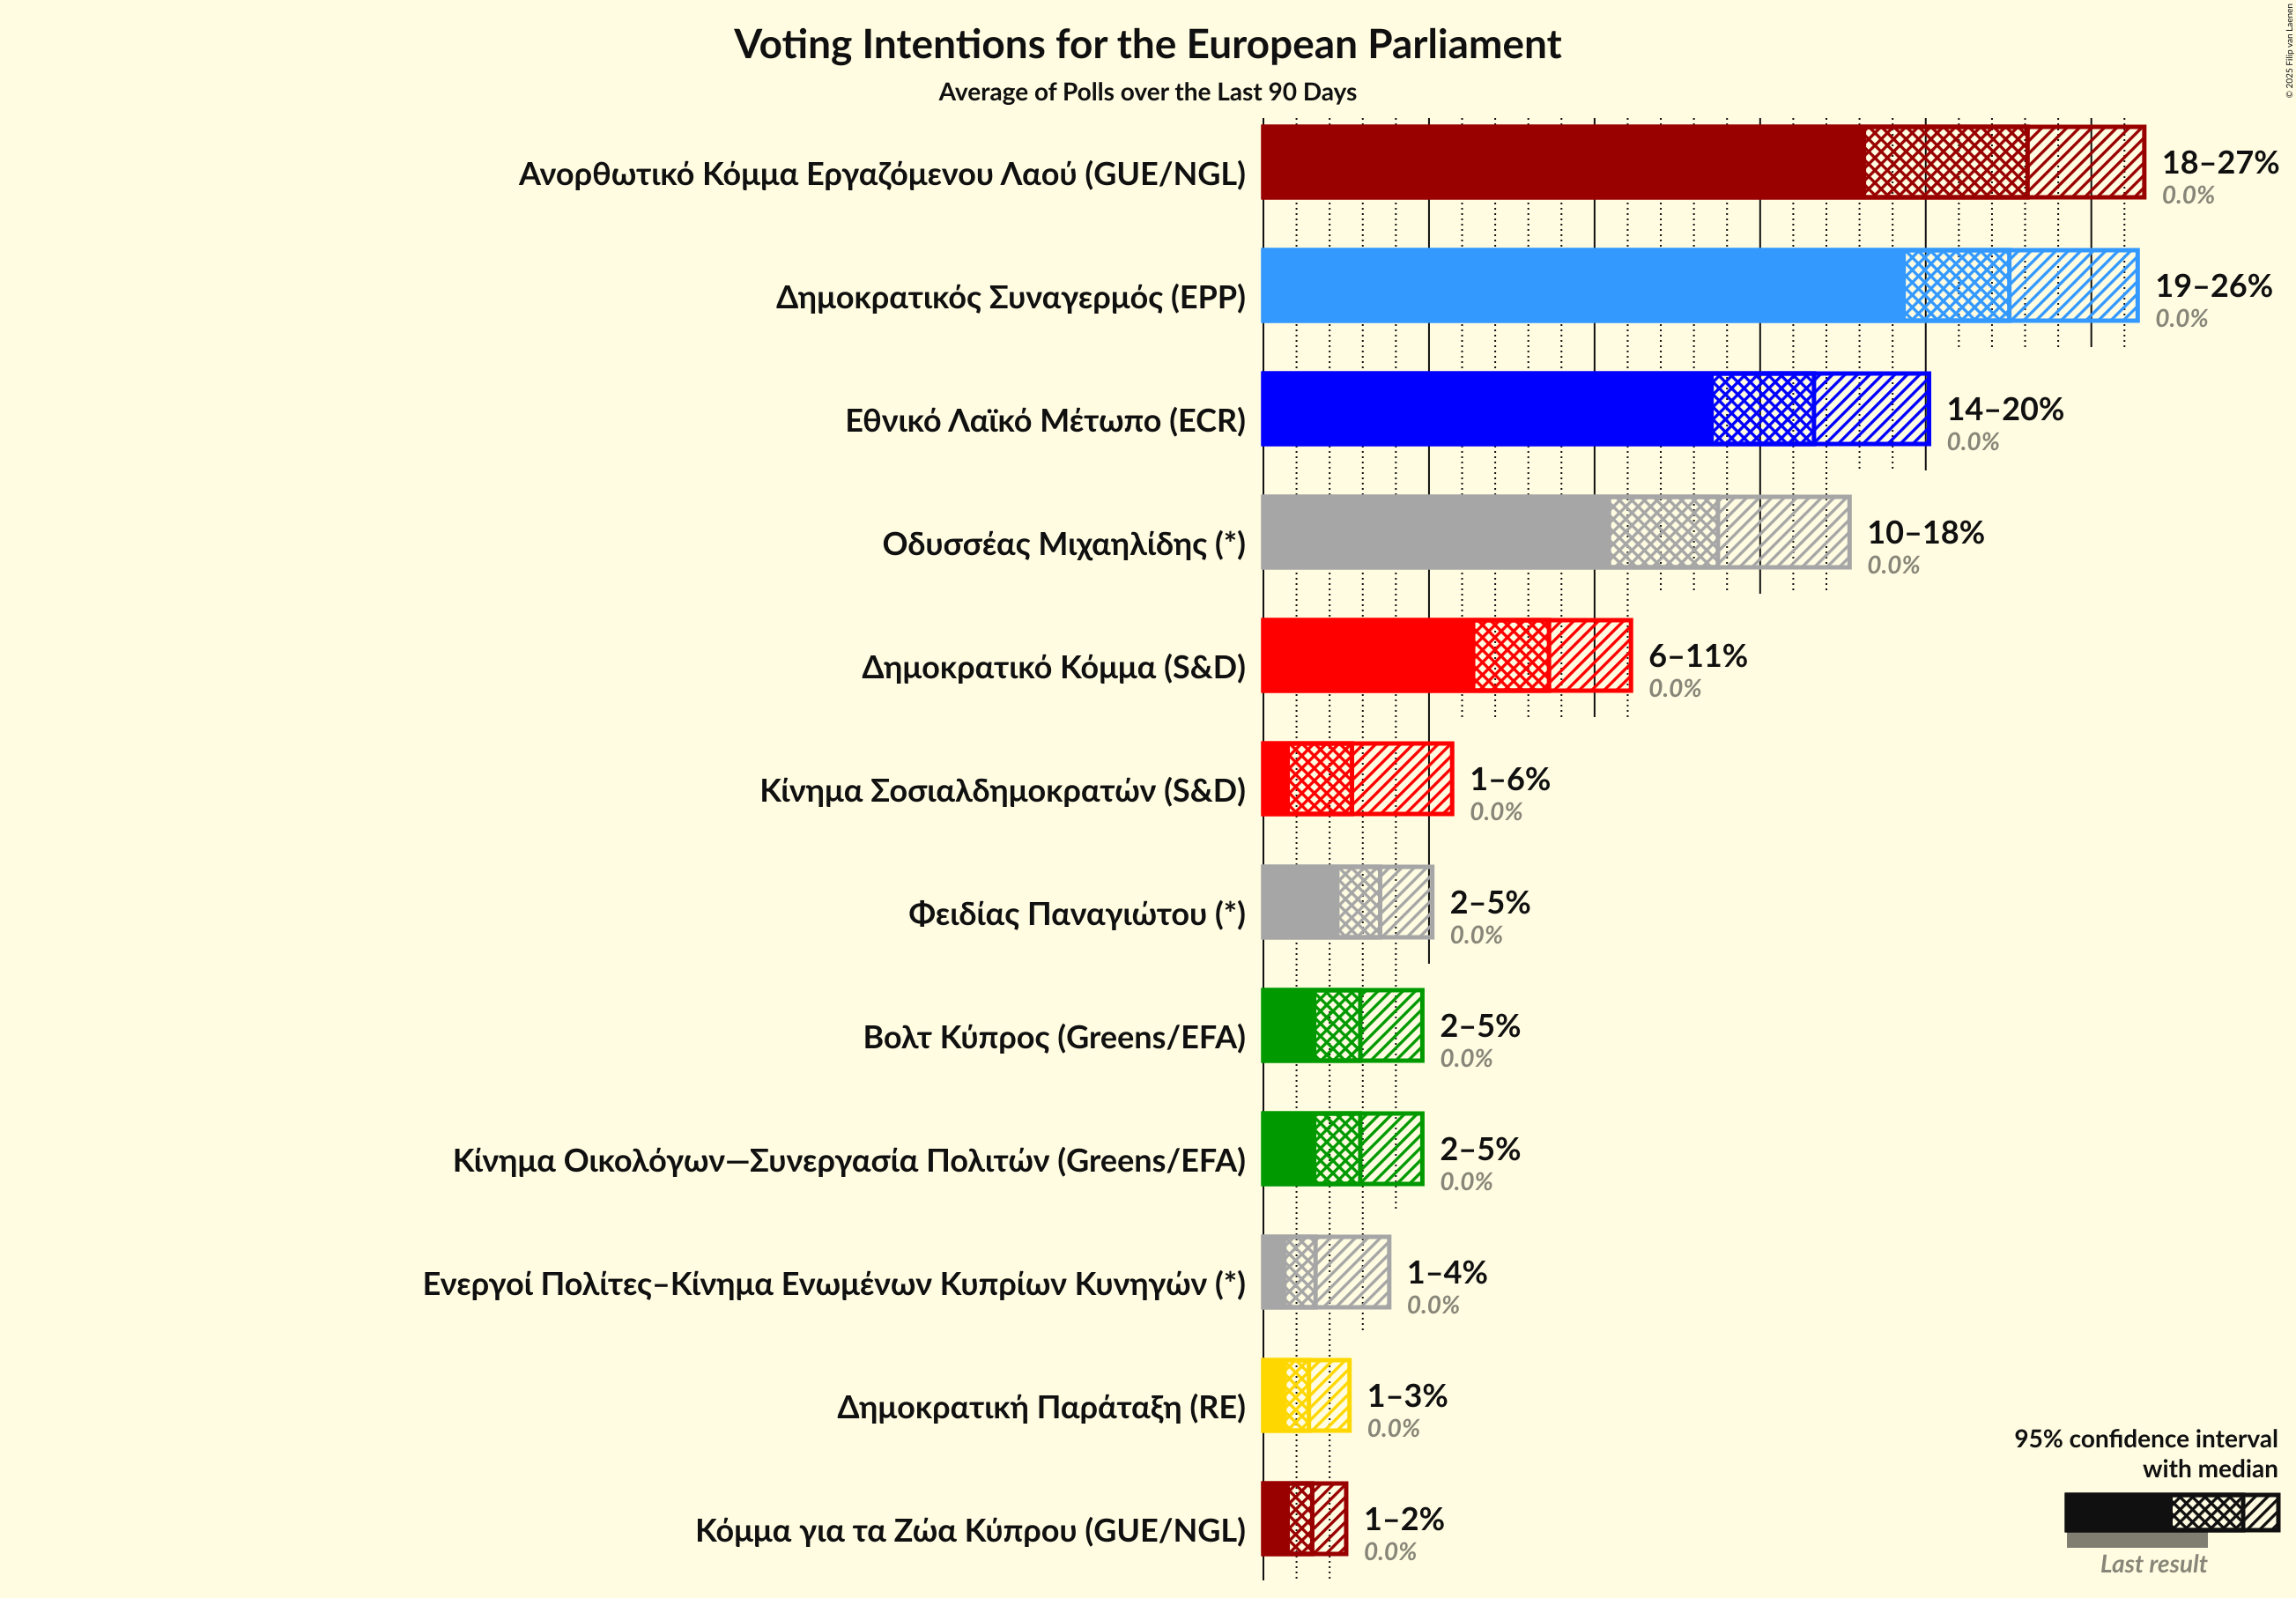 Voting Intentions for the European Parliament
Average of Polls over the Last 90 Days
© 2025 Filip van Laenen
Ανορθωτικό Κόμμα Εργαζόμενου Λαού (GUE/NGL)
18–27%
0.0%
Δημοκρατικός Συναγερμός (EPP)
19–26%
0.0%
Εθνικό Λαϊκό Μέτωπο (ECR)
14–20%
0.0%
Οδυσσέας Μιχαηλίδης (*)
10–18%
0.0%
Δημοκρατικό Κόμμα (S&D)
6–11%
0.0%
Κίνημα Σοσιαλδημοκρατών (S&D)
1–6%
0.0%
Φειδίας Παναγιώτου (*)
2–5%
0.0%
Βολτ Κύπρος (Greens/EFA)
2–5%
0.0%
Κίνημα Οικολόγων—Συνεργασία Πολιτών (Greens/EFA)
2–5%
0.0%
Ενεργοί Πολίτες–Κίνημα Ενωμένων Κυπρίων Κυνηγών (*)
1–4%
0.0%
Δημοκρατική Παράταξη (RE)
1–3%
0.0%
Κόμμα για τα Ζώα Κύπρου (GUE/NGL)
1–2%
0.0%
95% confidence interval
with median
Last result